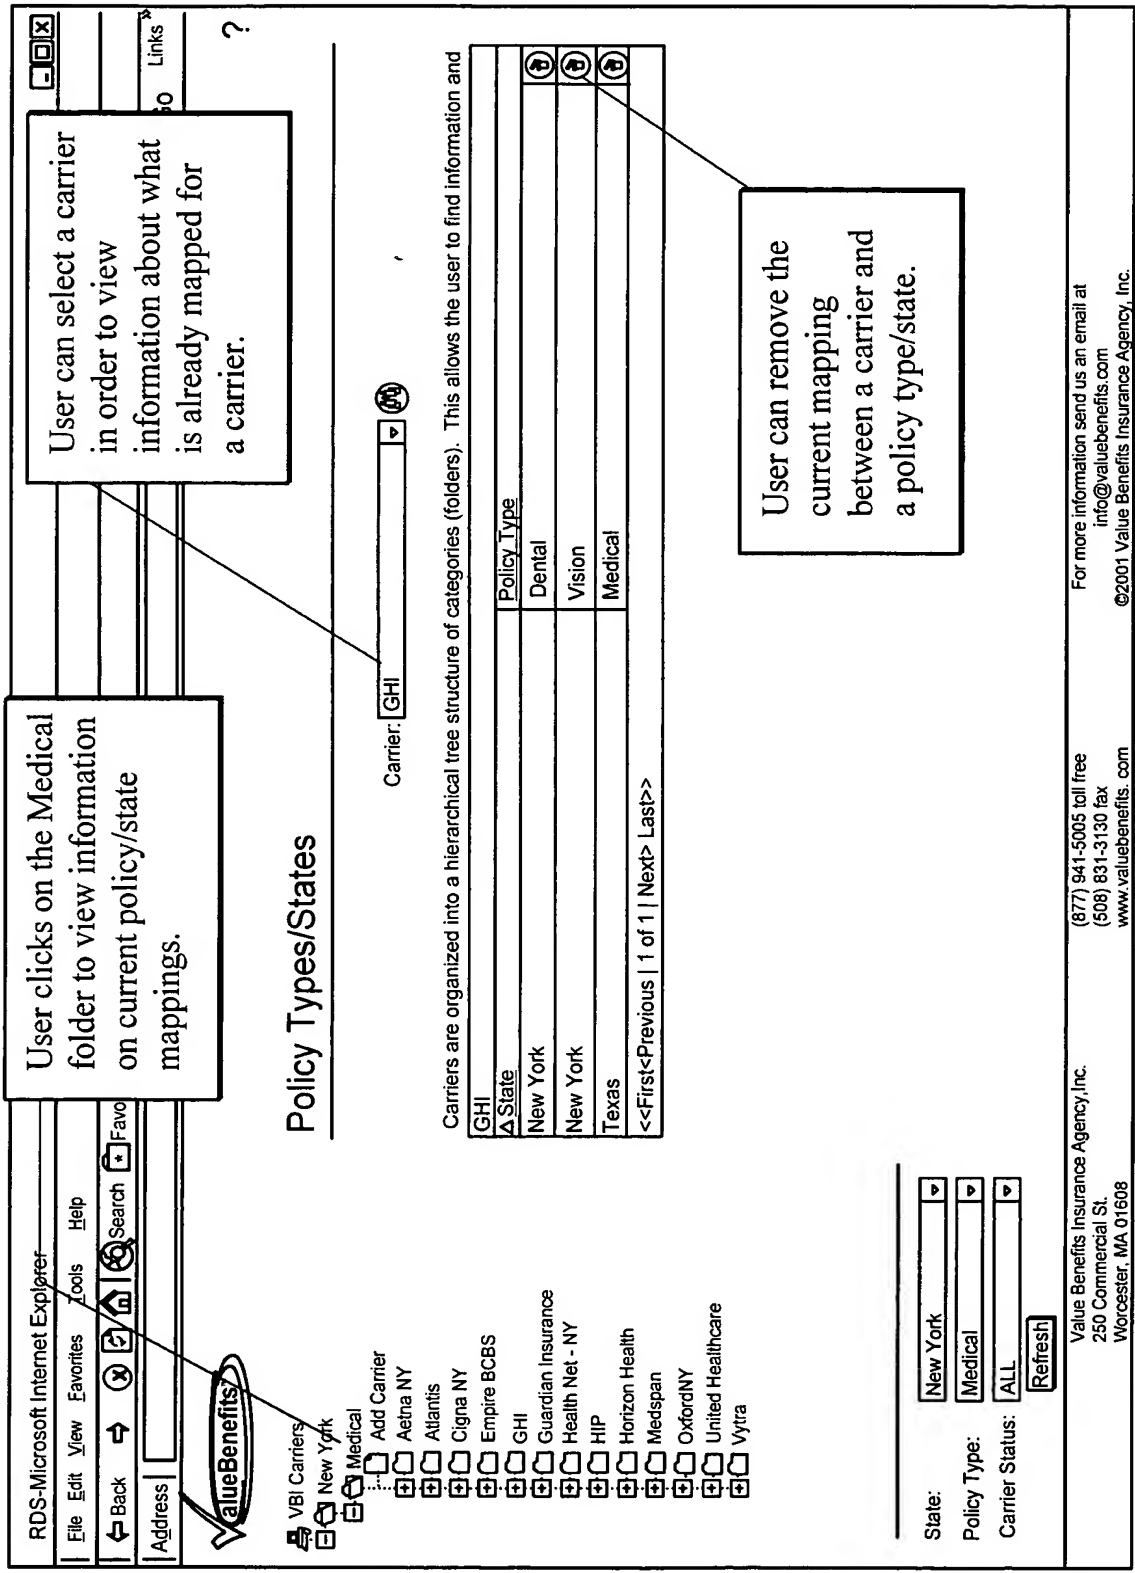 RDS-Microsoft Internet Explorer
File Edit View Favorites Tools Help
Back Search Favo
Address
GO Links »
User clicks on the Medical
folder to view information
on current policy/state
mappings.
User can select a carrier
in order to view
information about what
is already mapped for
a carrier.
ValueBenefits
?
VBI Carriers
New York
Medical
Add Carrier
Aetna NY
Atlantis
Cigna NY
Empire BCBS
GHI
Guardian Insurance
Health Net - NY
HIP
Horizon Health
Medspan
OxfordNY
United Healthcare
Vytra
State: New York
Policy Type: Medical
Carrier Status: ALL
Refresh
Policy Types/States
Carrier: GHI
Carriers are organized into a hierarchical tree structure of categories (folders). This allows the user to find information and
GHI
State Policy Type
New York Dental
New York Vision
Texas Medical
<<First<Previous | 1 of 1 | Next> Last>>
User can remove the
current mapping
between a carrier and
a policy type/state.
Value Benefits Insurance Agency,Inc.
250 Commercial St.
Worcester, MA 01608
(877) 941-5005 toll free
(508) 831-3130 fax
www.valuebenefits. com
For more information send us an email at
info@valuebenefits.com
©2001 Value Benefits Insurance Agency, Inc.